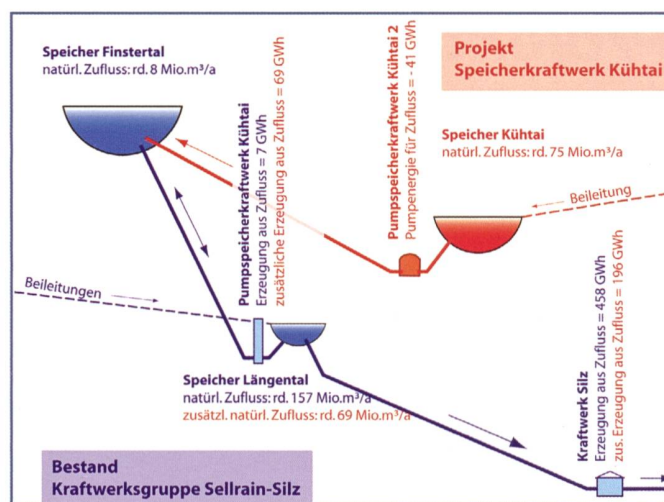 Speicher Finstertal
natürl. Zufluss: rd. 8 Mio.m³/a
Pumpspeicherkraftwerk Kühtai
Erzeugung aus Zufluss = 7 GWh
zusätzliche Erzeugung aus Zufluss = 69 GWh
Pumpspeicherkraftwerk Kühtai 2
Pumpenergie für Zufluss = - 41 GWh
Projekt
Speicherkraftwerk Kühtai
Speicher Kühtai
natürl. Zufluss: rd. 75 Mio.m³/a
Beileitung
Beileitungen
Speicher Längental
natürl. Zufluss: rd. 157 Mio.m³/a
zusätzl. natürl. Zufluss: rd. 69 Mio.m³/a
Kraftwerk Silz
Erzeugung aus Zufluss = 458 GWh
zus. Erzeugung aus Zufluss = 196 GWh
Bestand
Kraftwerksgruppe Sellrain-Silz